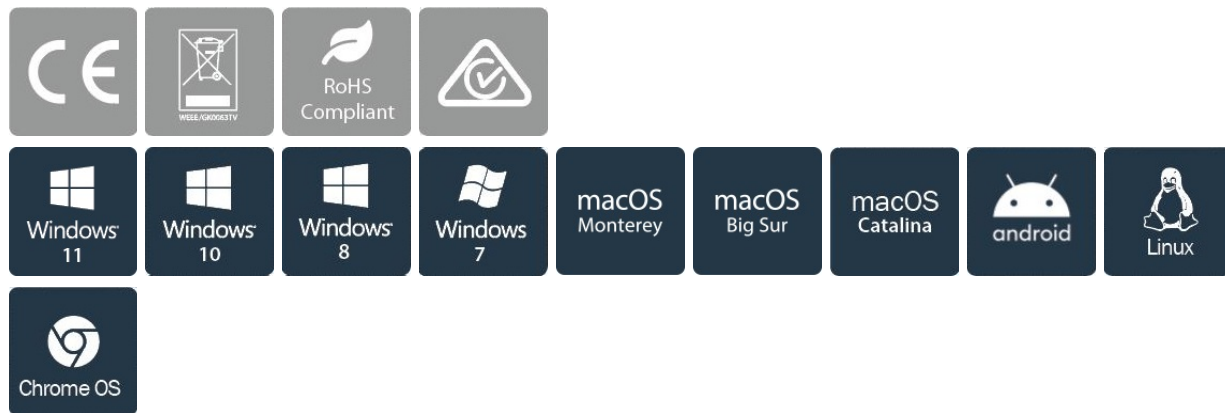 CE
WEEE/GK0063TV
RoHS
Compliant
Windows
11
Windows
10
Windows
8
Windows
7
macOS
Monterey
macOS
Big Sur
macOS
Catalina
android
Linux
Chrome OS